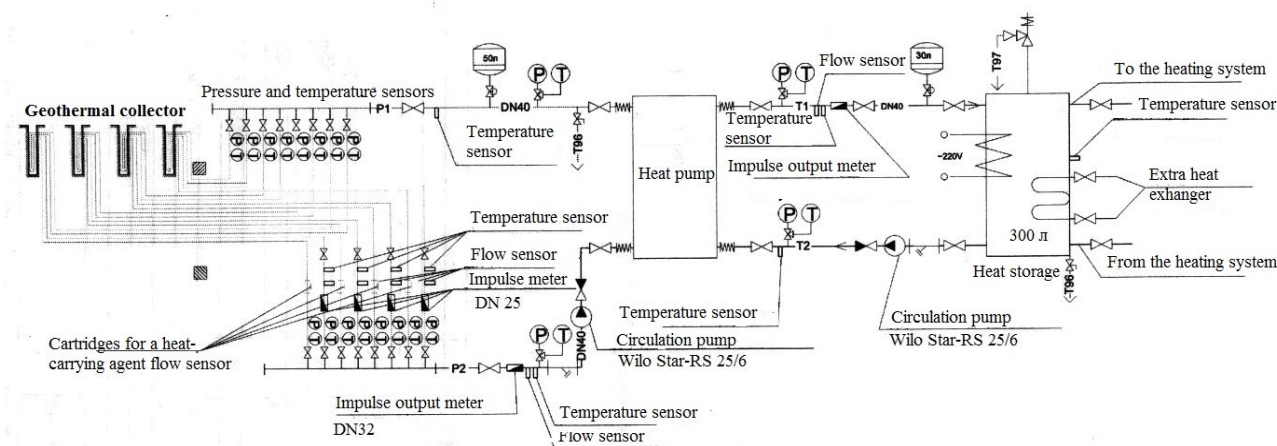 Geothermal collector
Pressure and temperature sensors
P1
50л
P
T
DN40
Temperature
sensor
T96
Heat pump
P
T
T1
Temperature
sensor
Flow sensor
Impulse output meter
DN40
30л
T97
~220V
300 л
Heat storage
T96
To the heating system
Temperature sensor
Extra heat
exhanger
From the heating system
P
T
T2
Temperature sensor
Circulation pump
Wilo Star-RS 25/6
Temperature sensor
Flow sensor
Impulse meter
DN 25
Cartridges for a heat-
carrying agent flow sensor
P2
P
T
DN40
Circulation pump
Wilo Star-RS 25/6
Impulse output meter
DN32
Temperature sensor
Flow sensor